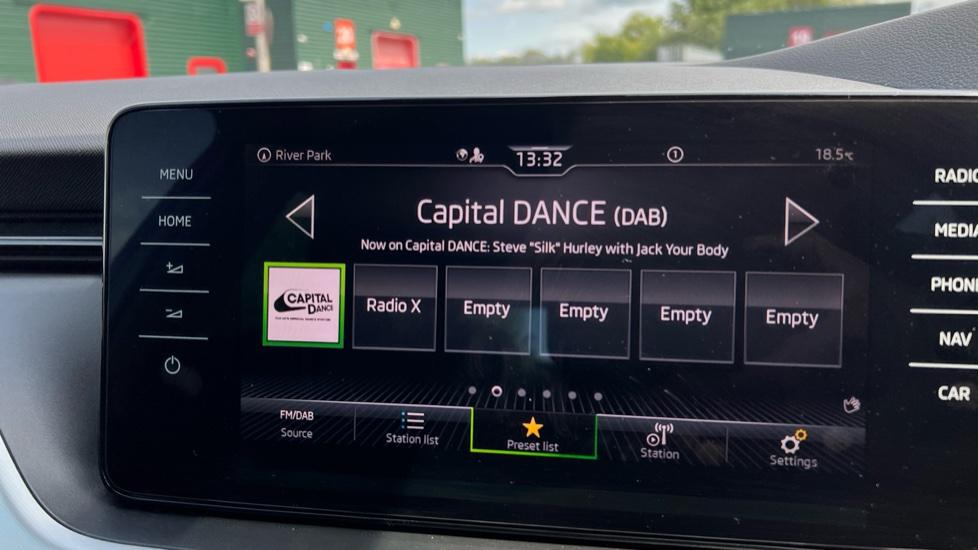 River Park
13:32
1
18.5°C
MENU
HOME
Capital DANCE (DAB)
Now on Capital DANCE: Steve "Silk" Hurley with Jack Your Body
CAPITAL
DANCE
Radio X
Empty
Empty
Empty
Empty
FM/DAB
Source
Station list
Preset list
Station
Settings
RADIO
MEDIA
PHONE
NAV
CAR